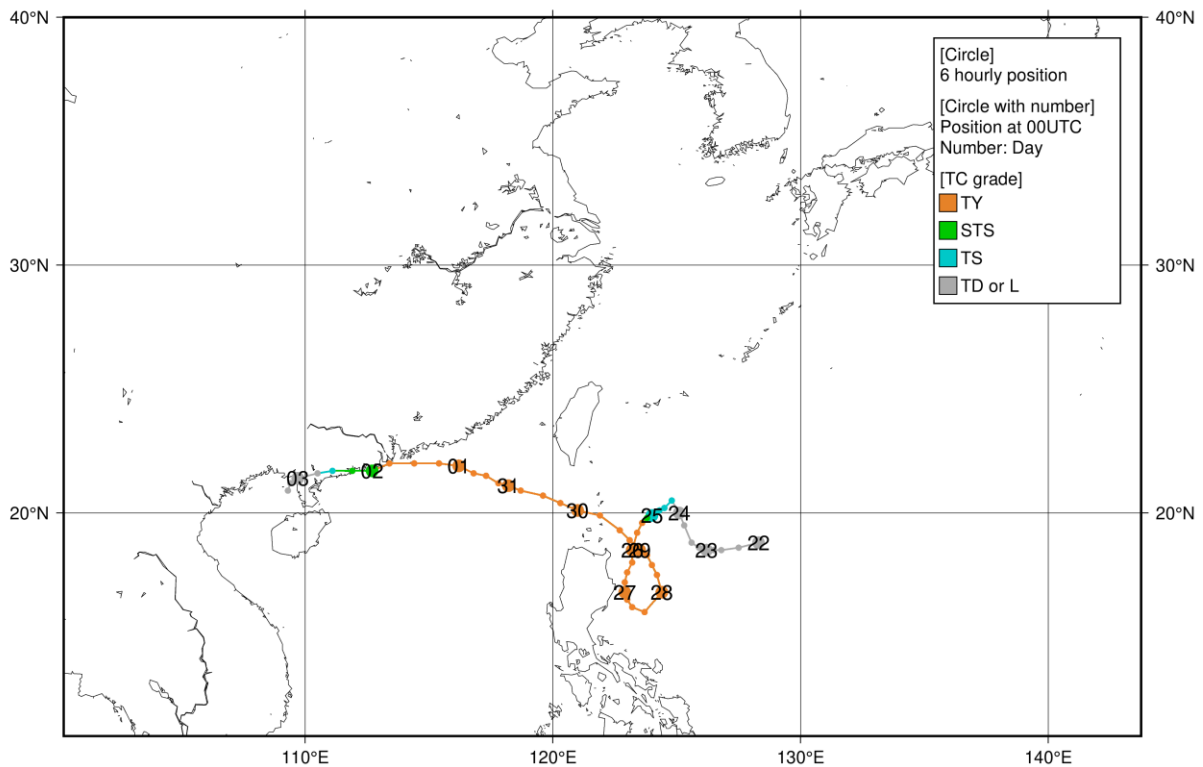 40°N
40°N
[Circle]
6 hourly position
[Circle with number]
Position at 00UTC
Number: Day
[TC grade]
TY
STS
TS
TD or L
30°N
30°N
03
02
01
31
30
25
24
23
22
20°N
20°N
26
29
27
28
110°E
120°E
130°E
140°E